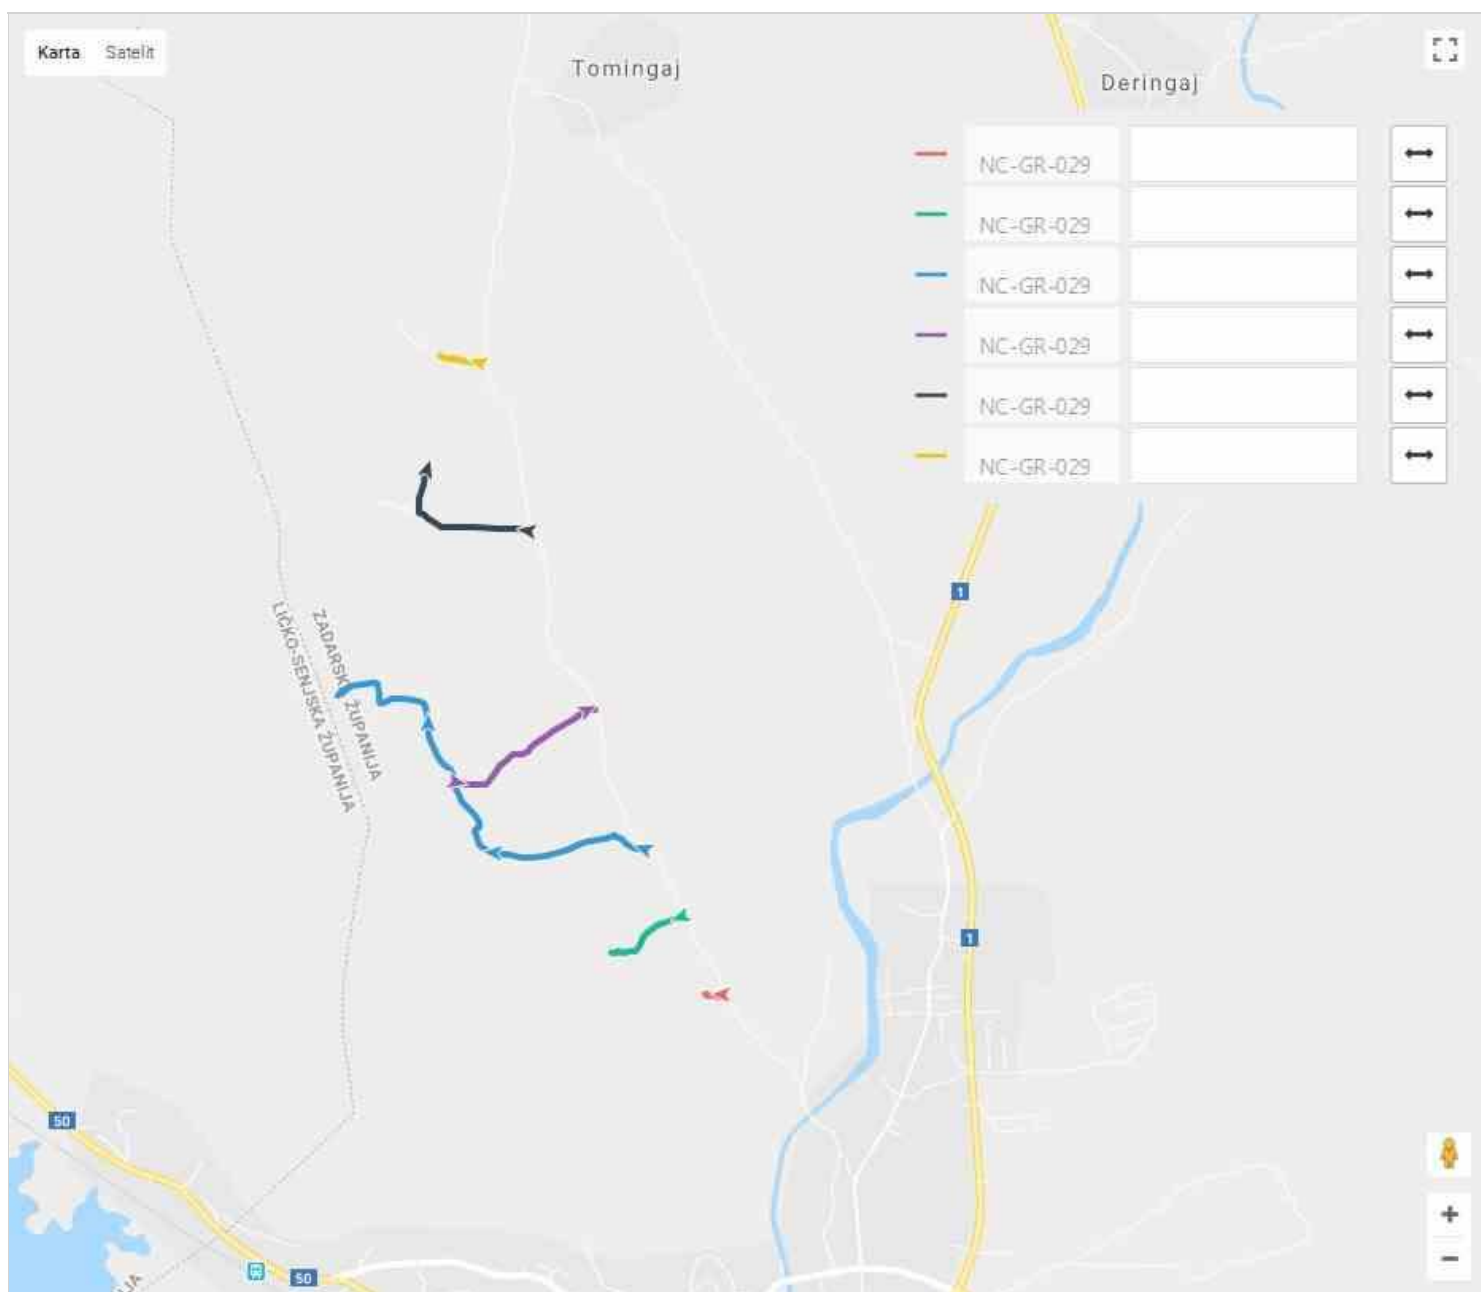 Karta Satelit
Tomingaj
Deringaj
NC-GR-029
NC-GR-029
NC-GR-029
NC-GR-029
NC-GR-029
NC-GR-029
1
ZADARSKA ŽUPANIJA
LIČKO-SENJSKA ŽUPANIJA
1
50
50
IJA